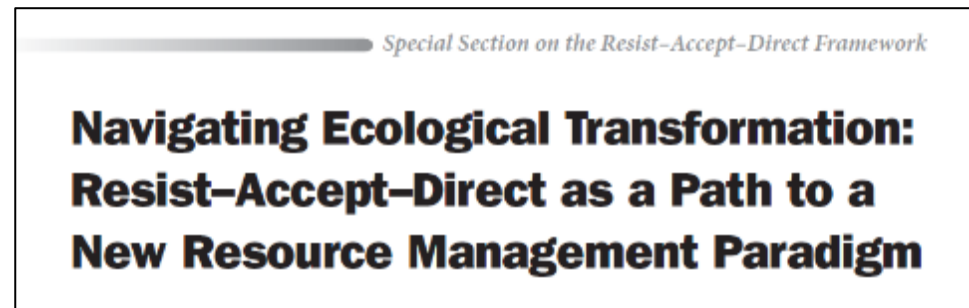 Special Section on the Resist–Accept–Direct Framework
Navigating Ecological Transformation:
Resist–Accept–Direct as a Path to a
New Resource Management Paradigm